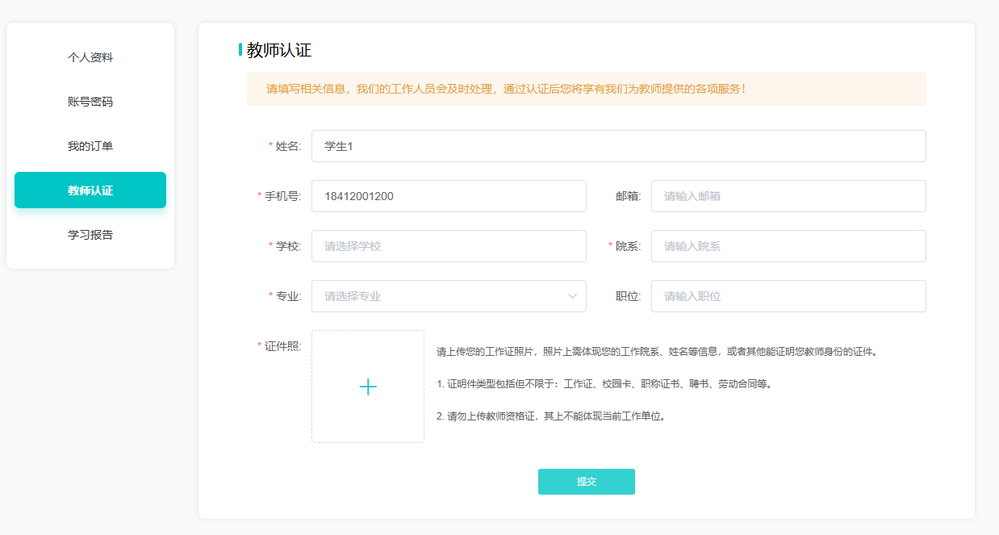 个人资料
账号密码
我的订单
教师认证
学习报告
教师认证
请填写相关信息，我们的工作人员会及时处理，通过认证后您将享有我们为教师提供的各项服务！
* 姓名: 学生1
* 手机号: 18412001200 邮箱: 请输入邮箱
* 学校: 请选择学校 * 院系: 请输入院系
* 专业: 请选择专业 职位: 请输入职位
* 证件照:
请上传您的工作证照片，照片上需体现您的工作院系、姓名等信息，或者其他能证明您教师身份的证件。
1. 证明件类型包括但不限于：工作证、校园卡、职称证书、聘书、劳动合同等。
2. 请勿上传教师资格证，其上不能体现当前工作单位。
提交